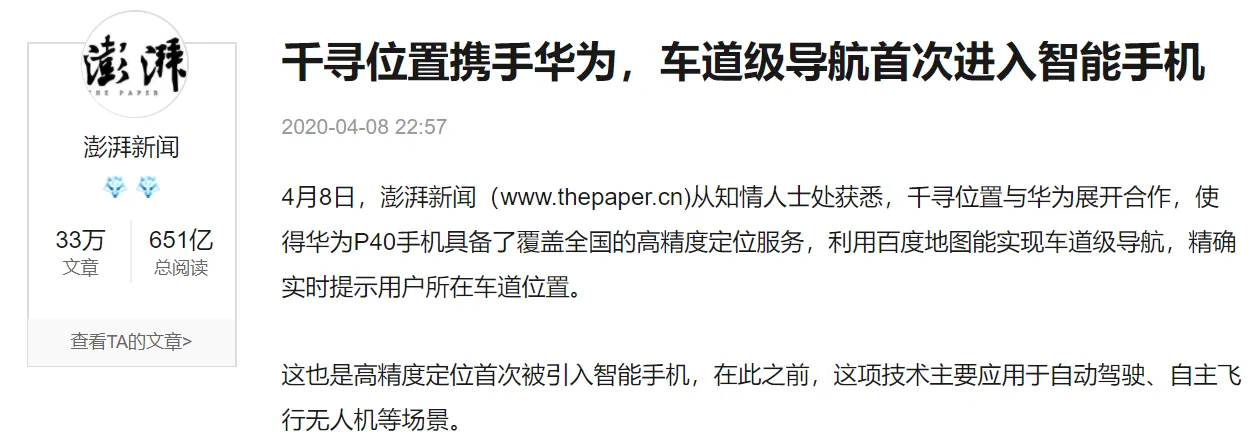 澎湃
THE PAPER
澎湃新闻
33万
文章
651亿
总阅读
查看TA的文章>
千寻位置携手华为，车道级导航首次进入智能手机
2020-04-08 22:57
4月8日，澎湃新闻（www.thepaper.cn)从知情人士处获悉，千寻位置与华为展开合作，使
得华为P40手机具备了覆盖全国的高精度定位服务，利用百度地图能实现车道级导航，精确
实时提示用户所在车道位置。
这也是高精度定位首次被引入智能手机，在此之前，这项技术主要应用于自动驾驶、自主飞
行无人机等场景。